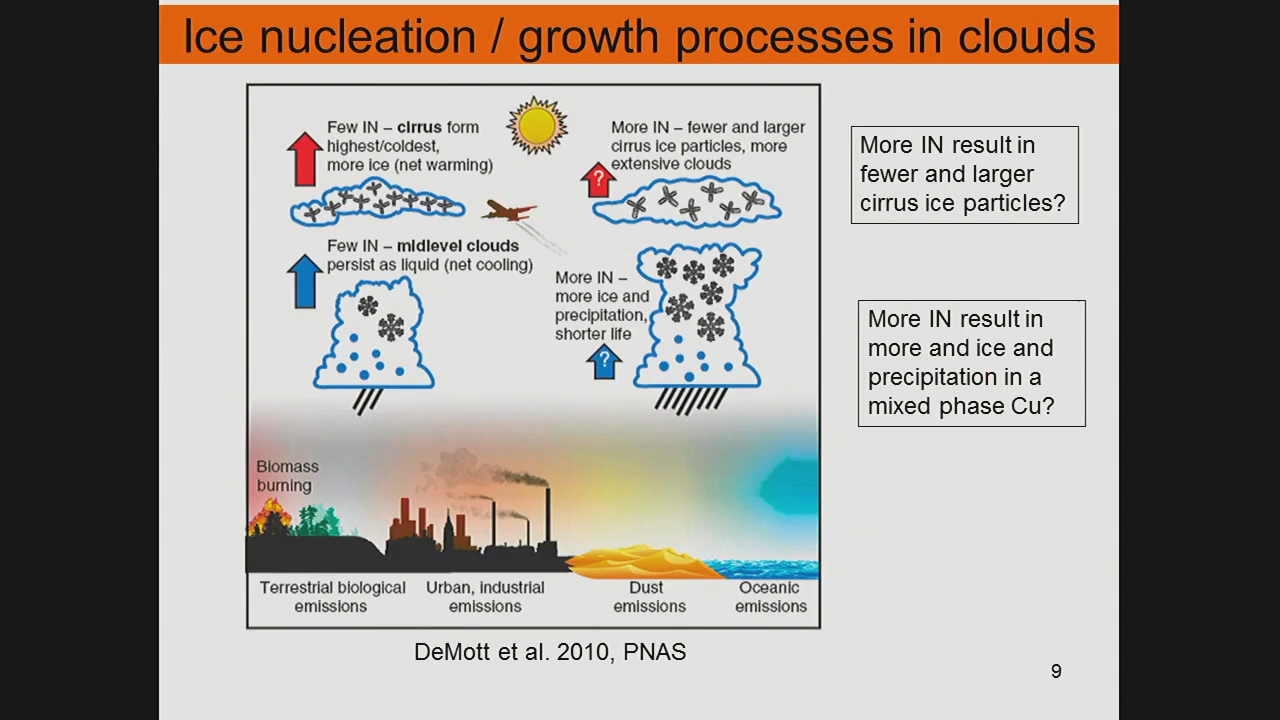 Ice nucleation / growth processes in clouds
Few IN – cirrus form
highest/coldest,
more ice (net warming)
More IN – fewer and larger
cirrus ice particles, more
extensive clouds
?
Few IN – midlevel clouds
persist as liquid (net cooling)
More IN –
more ice and
precipitation,
shorter life
?
Biomass
burning
Terrestrial biological
emissions
Urban, industrial
emissions
Dust
emissions
Oceanic
emissions
DeMott et al. 2010, PNAS
More IN result in
fewer and larger
cirrus ice particles?
More IN result in
more and ice and
precipitation in a
mixed phase Cu?
9